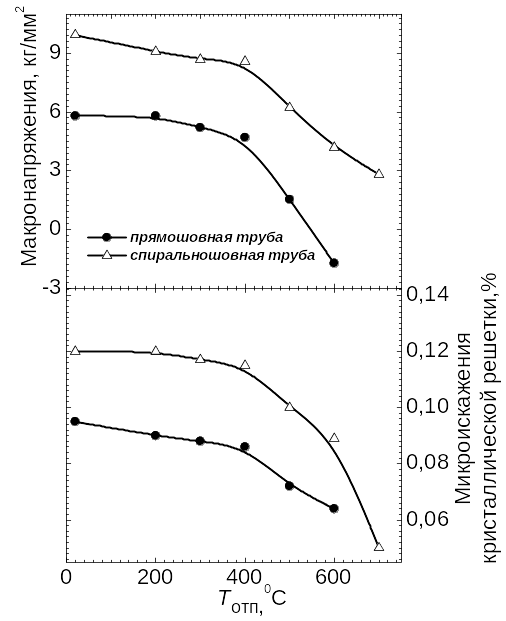 Макронапряжения, кг/мм²
9
6
3
0
-3
прямошовная труба
спиральношовная труба
0,14
0,12
0,10
0,08
0,06
Микроискажения
кристаллической решетки,%
0 200 400 600
Tотп,⁰С